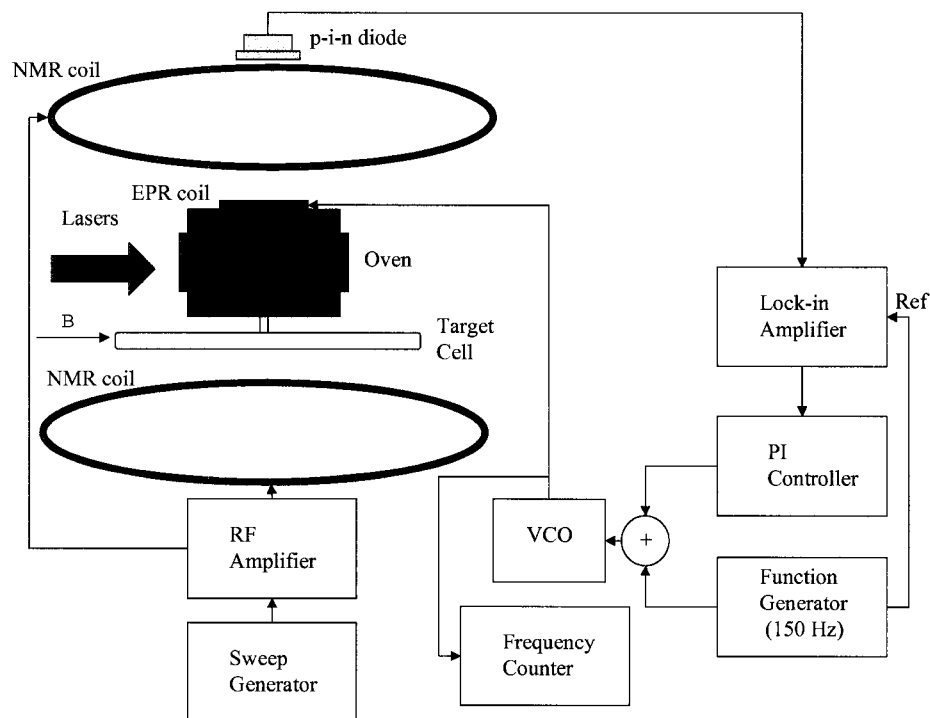 p-i-n diode
NMR coil
EPR coil
Lasers
Oven
B
Target
Cell
NMR coil
Lock-in
Amplifier
Ref
PI
Controller
RF
Amplifier
VCO
+
Function
Generator
(150 Hz)
Sweep
Generator
Frequency
Counter